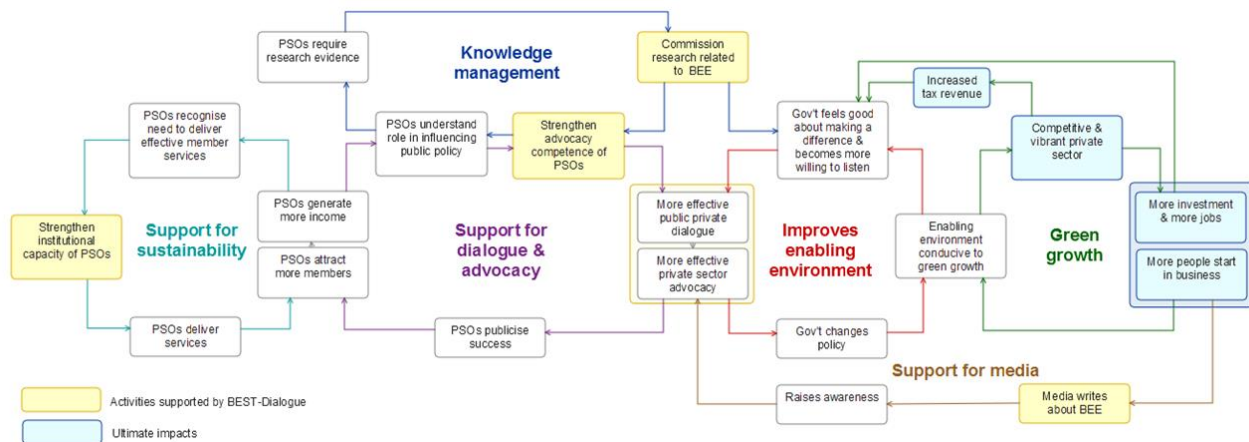 PSOs require
research evidence
Knowledge
management
Commission
research related
to BEE
Increased
tax revenue
PSOs recognise
need to deliver
effective member
services
PSOs understand
role in influencing
public policy
Strengthen
advocacy
competence of
PSOs
Gov't feels good
about making a
difference &
becomes more
willing to listen
Competitive &
vibrant private
sector
Strengthen
institutional
capacity of PSOs
Support for
sustainability
PSOs generate
more income
PSOs attract
more members
Support for
dialogue &
advocacy
More effective
public private
dialogue
More effective
private sector
advocacy
Improves
enabling
environment
Enabling
environment
conducive to
green growth
Green
growth
More investment
& more jobs
More people start
in business
PSOs deliver
services
PSOs publicise
success
Gov't changes
policy
Support for media
Raises awareness
Media writes
about BEE
Activities supported by BEST-Dialogue
Ultimate impacts